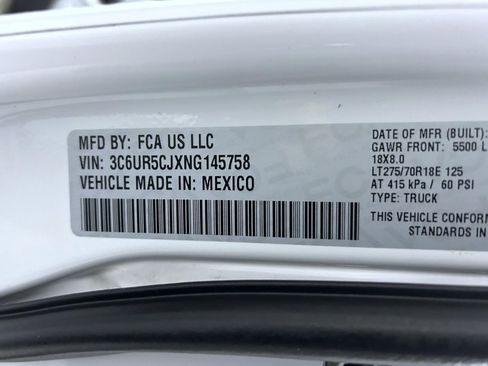 MFD BY: FCA US LLC
VIN: 3C6UR5CJXNG145758
VEHICLE MADE IN: MEXICO
DATE OF MFR (BUILT):
GAWR FRONT: 5500 L
18X8.0
LT275/70R18E 125
AT 415 kPa / 60 PSI
TYPE: TRUCK
THIS VEHICLE CONFORM
STANDARDS IN